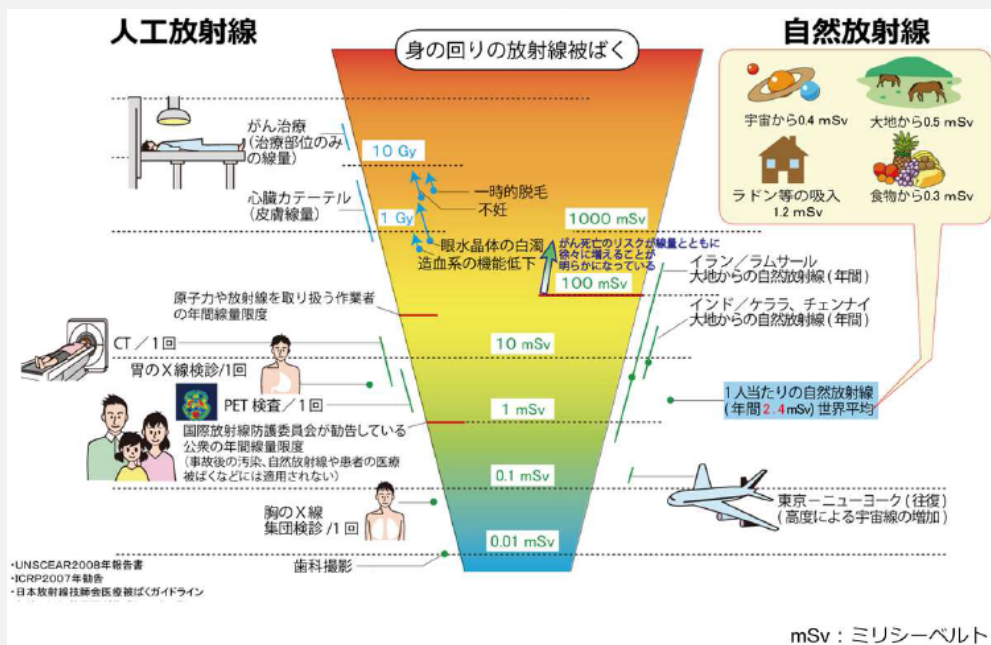 人工放射線
身の回りの放射線被ばく
自然放射線
がん治療
(治療部位のみ
の線量)
心臓カテーテル
(皮膚線量)
10 Gy
1 Gy
一時的脱毛
不妊
眼水晶体の白濁
造血系の機能低下
1000 mSv
がん死亡のリスクが線量とともに
徐々に増えることが
明らかになっている
100 mSv
10 mSv
1 mSv
0.1 mSv
0.01 mSv
原子力や放射線を取り扱う作業者
の年間線量限度
CT/1回
胃のX線検診/1回
PET検査/1回
国際放射線防護委員会が勧告している
公衆の年間線量限度
(事故後の汚染、自然放射線や患者の医療
被ばくなどには適用されない)
胸のX線
集団検診/1回
歯科撮影
宇宙から0.4 mSv
大地から0.5 mSv
ラドン等の吸入
1.2 mSv
食物から0.3 mSv
イラン/ラムサール
大地からの自然放射線(年間)
インド/ケララ、チェンナイ
大地からの自然放射線(年間)
1人当たりの自然放射線
(年間2.4mSv)世界平均
東京ーニューヨーク(往復)
(高度による宇宙線の増加)
・UNSCEAR2008年報告書
・ICRP2007年勧告
・日本放射線技師会医療被ばくガイドライン
mSv:ミリシーベルト